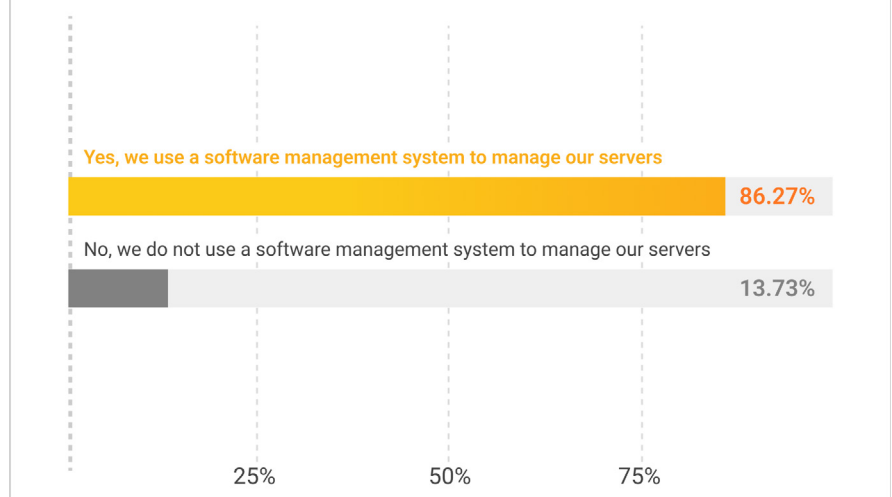 Yes, we use a software management system to manage our servers
86.27%
No, we do not use a software management system to manage our servers
13.73%
25%
50%
75%